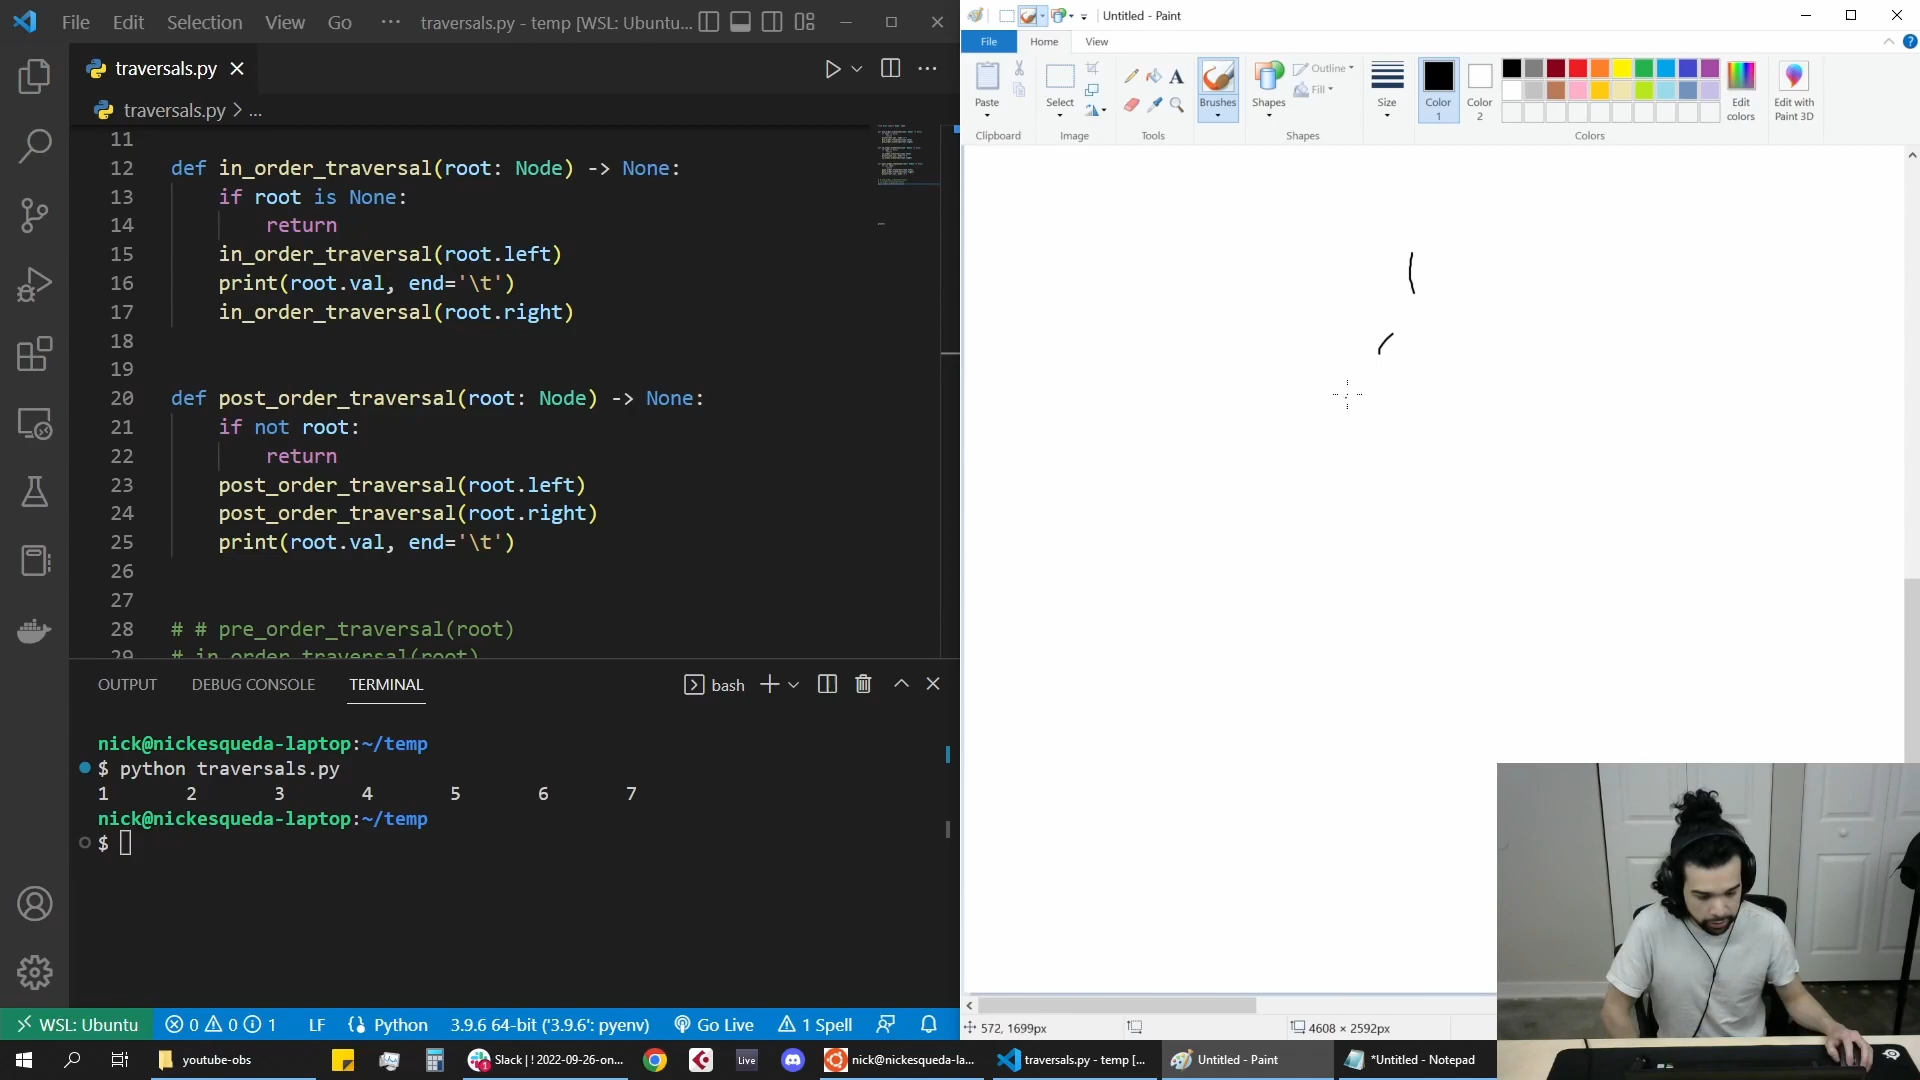 File Edit Selection View Go ··· traversals.py - temp [WSL: Ubuntu...
traversals.py
traversals.py > ...
11
12 def in_order_traversal(root: Node) -> None:
13 if root is None:
14 return
15 in_order_traversal(root.left)
16 print(root.val, end='\t')
17 in_order_traversal(root.right)
18
19
20 def post_order_traversal(root: Node) -> None:
21 if not root:
22 return
23 post_order_traversal(root.left)
24 post_order_traversal(root.right)
25 print(root.val, end='\t')
26
27
28 # # pre_order_traversal(root)
29 # in_order_traversal(root)
OUTPUT DEBUG CONSOLE TERMINAL bash
nick@nickesqueda-laptop:~/temp
$ python traversals.py
1 2 3 4 5 6 7
nick@nickesqueda-laptop:~/temp
$
WSL: Ubuntu 0 0 1 LF Python 3.9.6 64-bit ('3.9.6': pyenv) Go Live 1 Spell
Untitled - Paint
File Home View
Paste Select Brushes Shapes Outline Fill Size Color 1 Color 2 Edit colors Edit with Paint 3D
Clipboard Image Tools Shapes Colors
1
572, 1699px 4608 × 2592px
youtube-obs Slack | ! 2022-09-26-on... Live nick@nickesqueda-la... traversals.py - temp [... Untitled - Paint *Untitled - Notepad